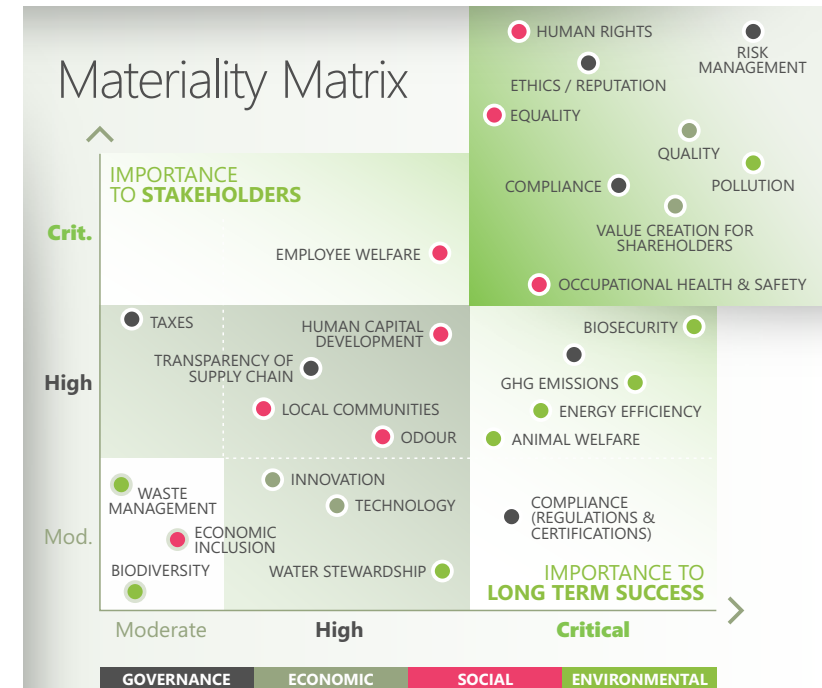 Materiality Matrix
HUMAN RIGHTS
RISK
MANAGEMENT
ETHICS / REPUTATION
EQUALITY
QUALITY
POLLUTION
COMPLIANCE
VALUE CREATION FOR
SHAREHOLDERS
OCCUPATIONAL HEALTH & SAFETY
IMPORTANCE
TO STAKEHOLDERS
Crit.
EMPLOYEE WELFARE
TAXES
HUMAN CAPITAL
DEVELOPMENT
TRANSPARENCY OF
SUPPLY CHAIN
High
LOCAL COMMUNITIES
ODOUR
BIOSECURITY
GHG EMISSIONS
ENERGY EFFICIENCY
ANIMAL WELFARE
WASTE
MANAGEMENT
INNOVATION
TECHNOLOGY
COMPLIANCE
(REGULATIONS &
CERTIFICATIONS)
Mod.
ECONOMIC
INCLUSION
BIODIVERSITY
WATER STEWARDSHIP
IMPORTANCE TO
LONG TERM SUCCESS
Moderate
High
Critical
GOVERNANCE
ECONOMIC
SOCIAL
ENVIRONMENTAL